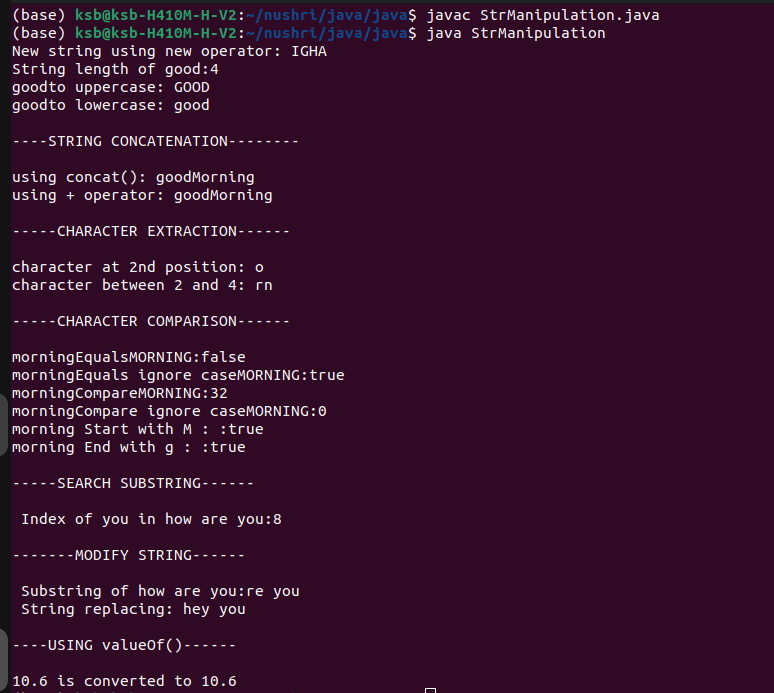 (base) ksb@ksb-H410M-H-V2:~/nushri/java/java$ javac StrManipulation.java
(base) ksb@ksb-H410M-H-V2:~/nushri/java/java$ java StrManipulation
New string using new operator: IGHA
String length of good:4
goodto uppercase: GOOD
goodto lowercase: good
----STRING CONCATENATION--------
using concat(): goodMorning
using + operator: goodMorning
-----CHARACTER EXTRACTION------
character at 2nd position: o
character between 2 and 4: rn
-----CHARACTER COMPARISON------
morningEqualsMORNING:false
morningEquals ignore caseMORNING:true
morningCompareMORNING:32
morningCompare ignore caseMORNING:0
morning Start with M : :true
morning End with g : :true
-----SEARCH SUBSTRING------
Index of you in how are you:8
-------MODIFY STRING------
Substring of how are you:re you
String replacing: hey you
----USING valueOf()------
10.6 is converted to 10.6